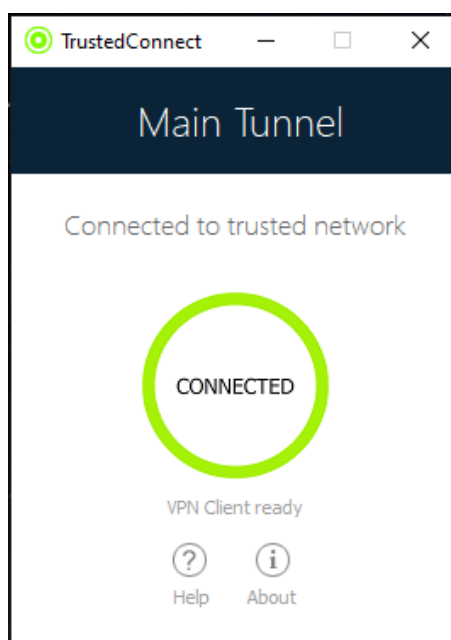 TrustedConnect
Main Tunnel
Connected to trusted network
CONNECTED
VPN Client ready
Help About